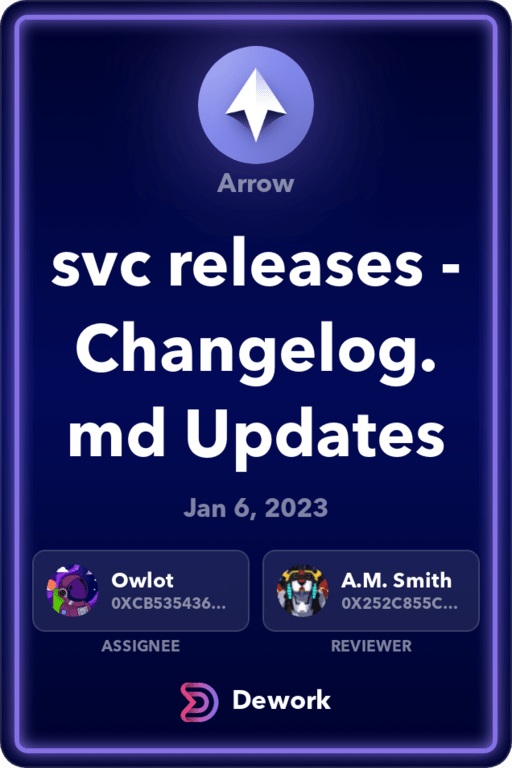 Arrow
svc releases -
Changelog.
md Updates
Jan 6, 2023
Owlot
0XCB535436...
ASSIGNEE
A.M. Smith
0X252C855C...
REVIEWER
Dework